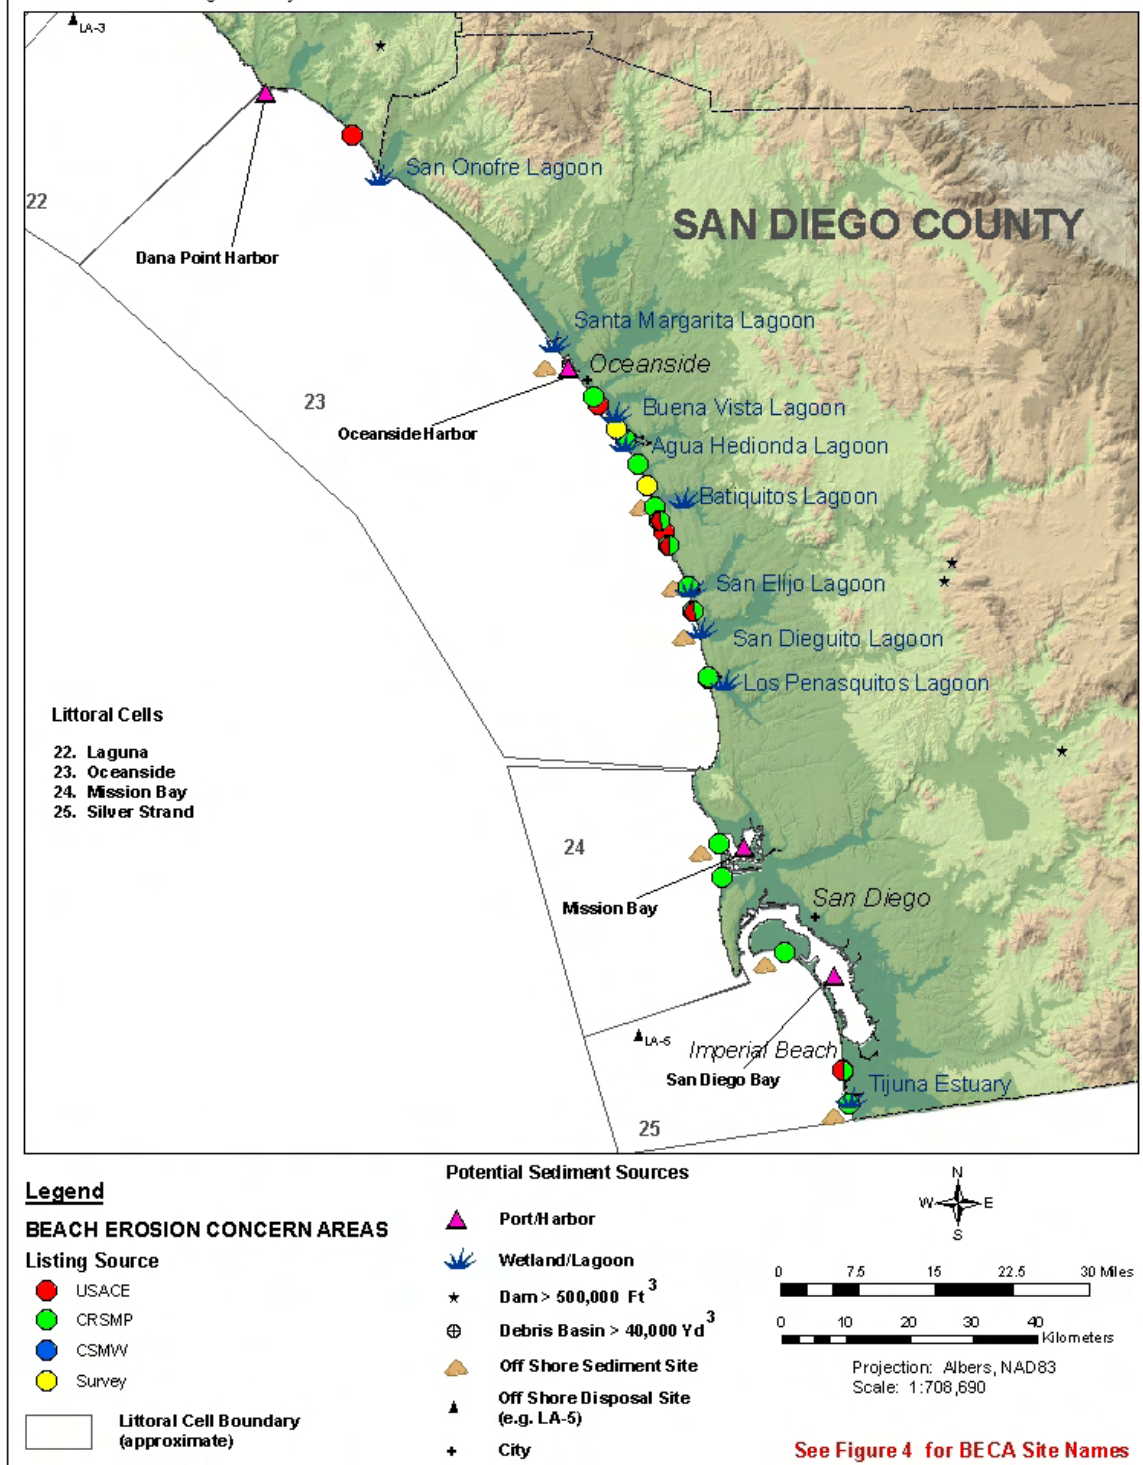 LA-3
San Onofre Lagoon
22
SAN DIEGO COUNTY
Dana Point Harbor
Santa Margarita Lagoon
Oceanside
23
Buena Vista Lagoon
Oceanside Harbor
Agua Hedionda Lagoon
Batiquitos Lagoon
San Elijo Lagoon
San Dieguito Lagoon
Los Penasquitos Lagoon
Littoral Cells
22. Laguna
23. Oceanside
24. Mission Bay
25. Silver Strand
24
San Diego
Mission Bay
LA-5
Imperial Beach
San Diego Bay
Tijuna Estuary
25
Legend
BEACH EROSION CONCERN AREAS
Listing Source
USACE
CRSMP
CSMW
Survey
Littoral Cell Boundary
(approximate)
Potential Sediment Sources
Port/Harbor
Wetland/Lagoon
Dam > 500,000 Ft 3
Debris Basin > 40,000 Yd 3
Off Shore Sediment Site
Off Shore Disposal Site
(e.g. LA-5)
City
N
W E
S
0 7.5 15 22.5 30 Miles
0 10 20 30 40
Kilometers
Projection: Albers, NAD83
Scale: 1:708,690
See Figure 4 for BECA Site Names